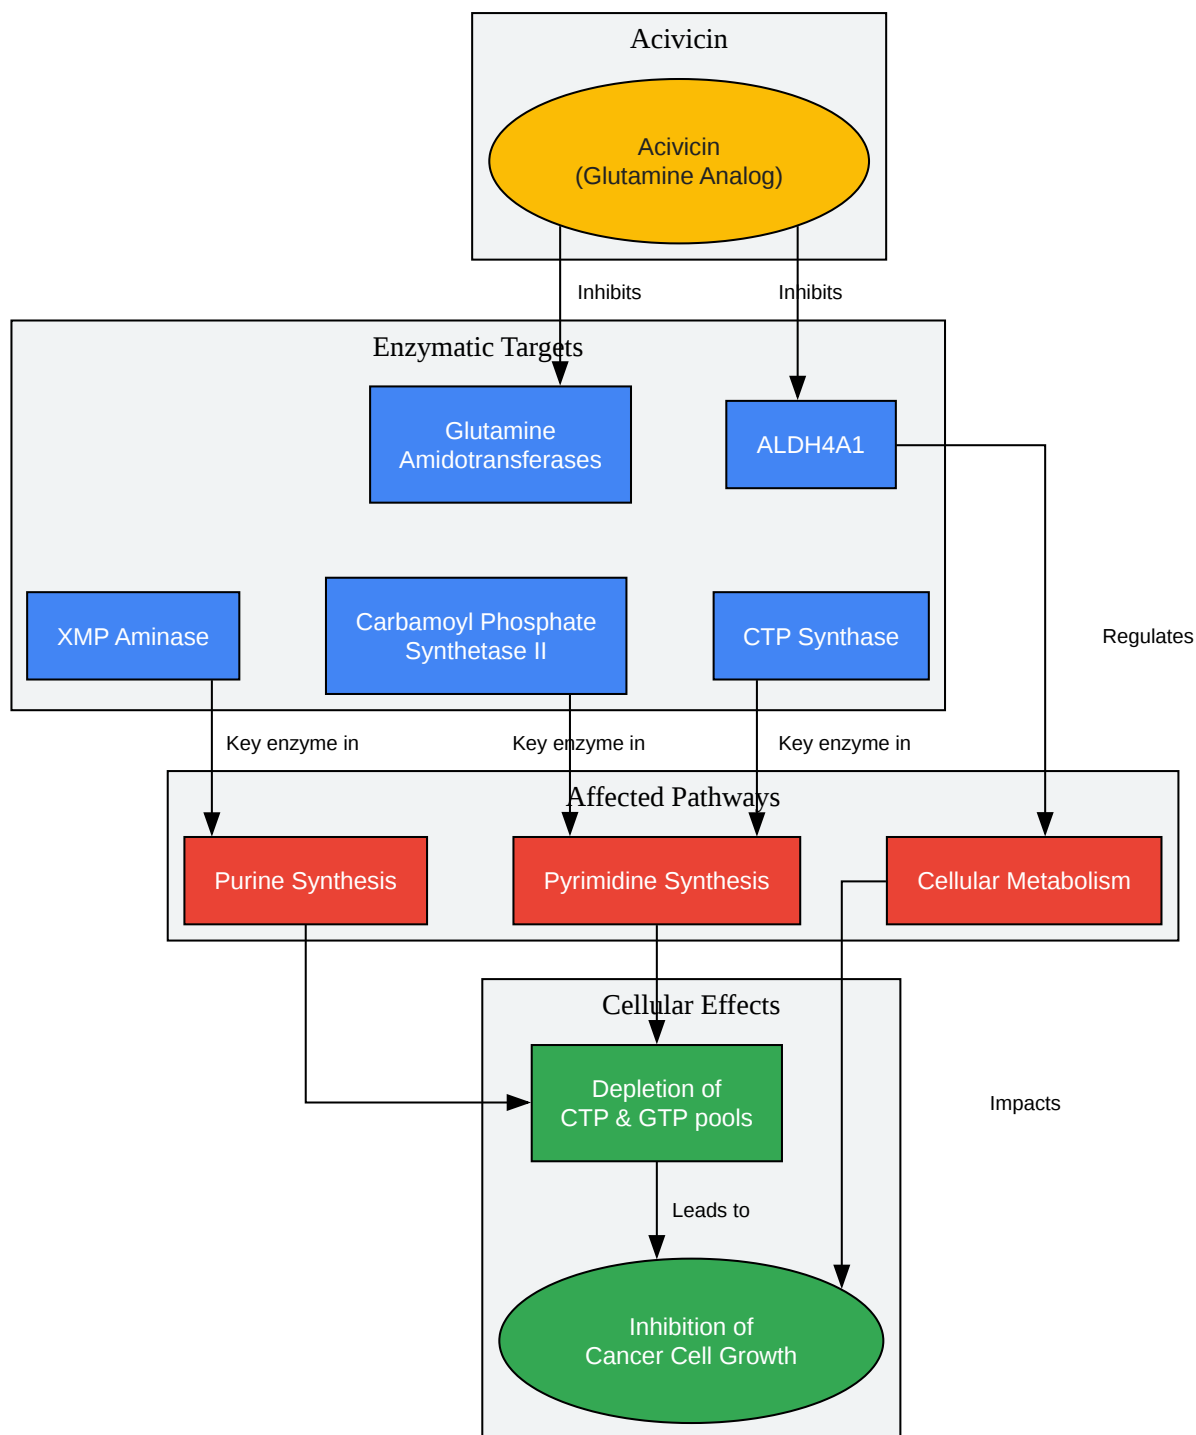 Acivicin
Acivicin
(Glutamine Analog)
Inhibits
Inhibits
Enzymatic Targets
Glutamine
Amidotransferases
ALDH4A1
XMP Aminase
Carbamoyl Phosphate
Synthetase II
CTP Synthase
Regulates
Key enzyme in
Key enzyme in
Key enzyme in
Affected Pathways
Purine Synthesis
Pyrimidine Synthesis
Cellular Metabolism
Cellular Effects
Depletion of
CTP & GTP pools
Impacts
Leads to
Inhibition of
Cancer Cell Growth